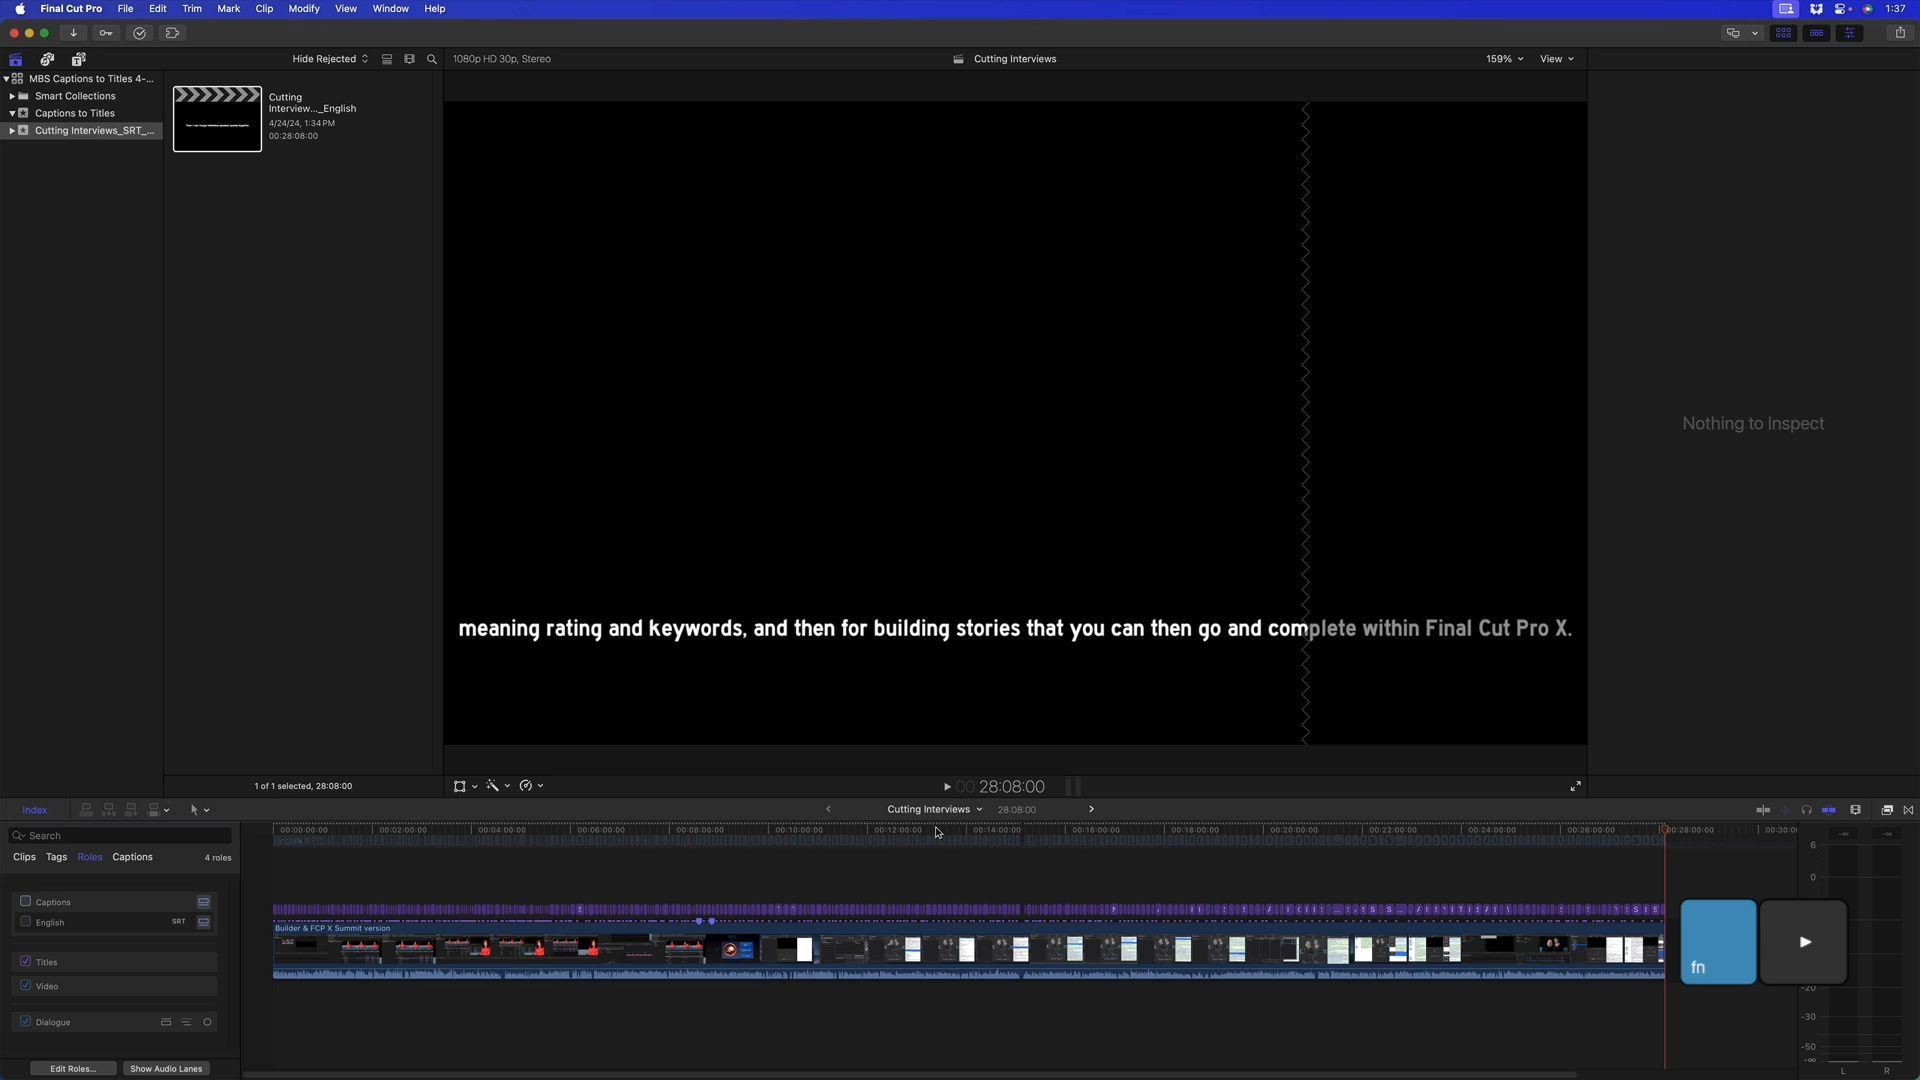 Final Cut Pro File Edit Trim Mark Clip Modify View Window Help 1:37
Hide Rejected
1080p HD 30p, Stereo
Cutting Interviews
159%
View
MBS Captions to Titles 4-...
Smart Collections
Captions to Titles
Cutting Interviews_SRT_...
Cutting
Interview..._English
4/24/24, 1:34 PM
00:28:08:00
Nothing to Inspect
meaning rating and keywords, and then for building stories that you can then go and complete within Final Cut Pro X.
1 of 1 selected, 28:08:00
00:28:08:00
Index
Cutting Interviews
28:08:00
Search
00:00:00:00 00:02:00:00 00:04:00:00 00:06:00:00 00:08:00:00 00:10:00:00 00:12:00:00 00:14:00:00 00:16:00:00 00:18:00:00 00:20:00:00 00:22:00:00 00:24:00:00 00:26:00:00 00:28:00:00 00:30:0
Clips Tags Roles Captions 4 roles
Captions
English SRT
Titles
Video
Dialogue
Builder & FCP X Summit version
fn
6
0
-20
-30
-50
-∞
L R
Edit Roles... Show Audio Lanes